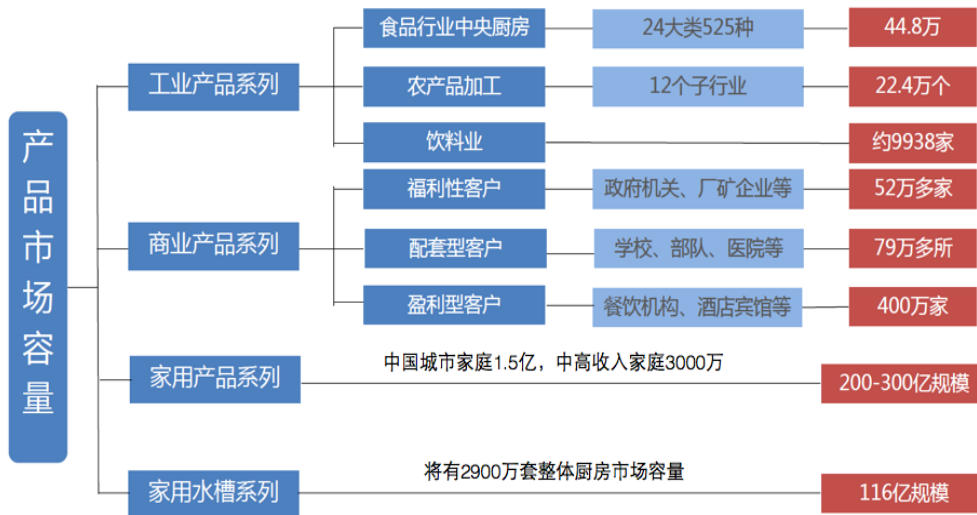 产品市场容量
工业产品系列
食品行业中央厨房
24大类525种
44.8万
农产品加工
12个子行业
22.4万个
饮料业
约9938家
商业产品系列
福利性客户
政府机关、厂矿企业等
52万多家
配套型客户
学校、部队、医院等
79万多所
盈利型客户
餐饮机构、酒店宾馆等
400万家
家用产品系列
中国城市家庭1.5亿，中高收入家庭3000万
200-300亿规模
家用水槽系列
将有2900万套整体厨房市场容量
116亿规模